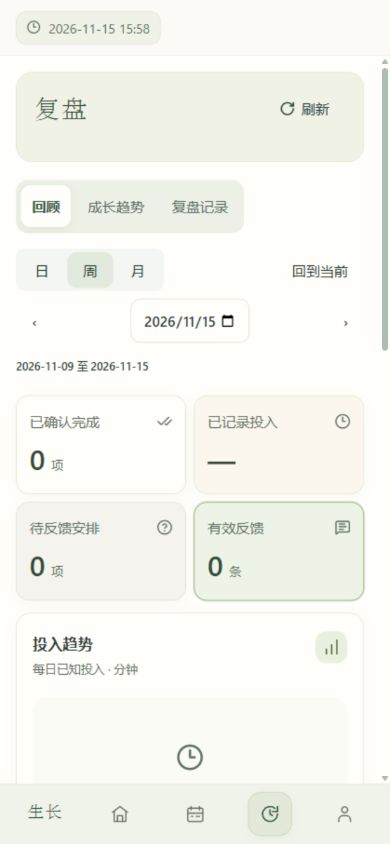 2026-11-15 15:58
复盘
刷新
回顾 成长趋势 复盘记录
日 周 月 回到当前
‹ 2026/11/15 ›
2026-11-09 至 2026-11-15
已确认完成 已记录投入
0 项 —
待反馈安排 有效反馈
0 项 0 条
投入趋势
每日已知投入 · 分钟
生长